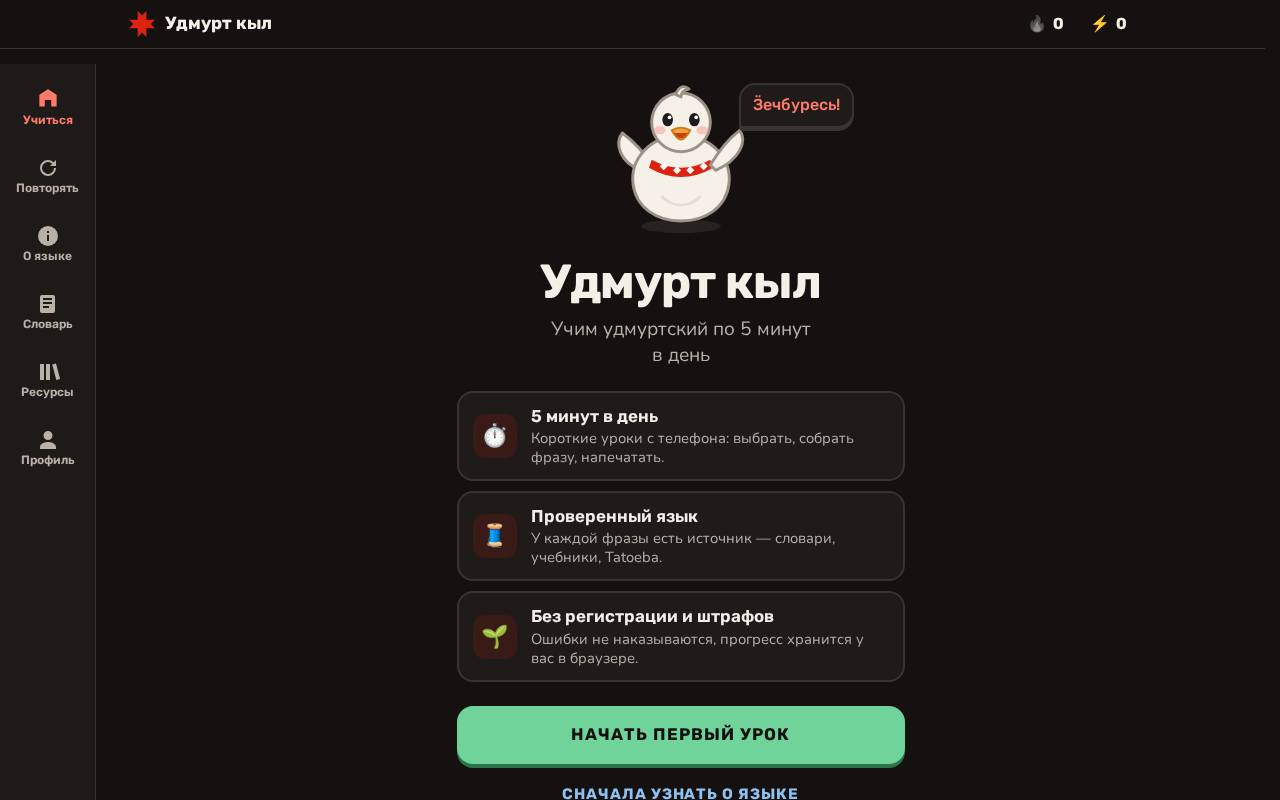 Удмурт кыл
0
0
Учиться
Повторять
О языке
Словарь
Ресурсы
Профиль
Ӟечбуресь!
Удмурт кыл
Учим удмуртский по 5 минут
в день
5 минут в день
Короткие уроки с телефона: выбрать, собрать
фразу, напечатать.
Проверенный язык
У каждой фразы есть источник — словари,
учебники, Tatoeba.
Без регистрации и штрафов
Ошибки не наказываются, прогресс хранится у
вас в браузере.
НАЧАТЬ ПЕРВЫЙ УРОК
СНАЧАЛА УЗНАТЬ О ЯЗЫКЕ